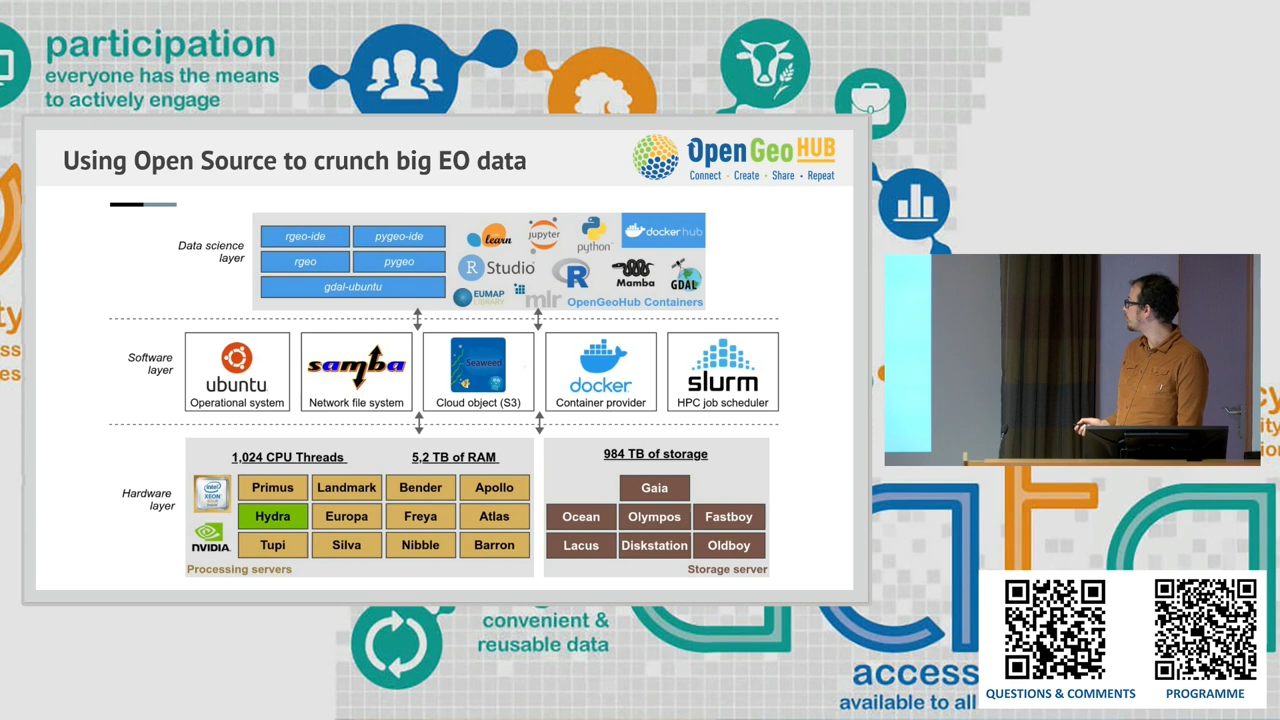 participation
everyone has the means
to actively engage
Using Open Source to crunch big EO data
OpenGeoHUB
Connect - Create - Share - Repeat
Data science
layer
rgeo-ide
pygeo-ide
rgeo
pygeo
gdal-ubuntu
learn
jupyter
python
docker hub
R Studio
R
Mamba
GDAL
EUMAP
LIBRARY
mlr
OpenGeoHub Containers
Software
layer
ubuntu
Operational system
samba
Network file system
Seaweed
Cloud object (S3)
docker
Container provider
slurm
HPC job scheduler
Hardware
layer
1,024 CPU Threads
5,2 TB of RAM
984 TB of storage
intel
XEON
NVIDIA
Primus
Landmark
Bender
Apollo
Hydra
Europa
Freya
Atlas
Tupi
Silva
Nibble
Barron
Processing servers
Gaia
Ocean
Olympos
Fastboy
Lacus
Diskstation
Oldboy
Storage server
convenient &
reusable data
access
available to all
QUESTIONS & COMMENTS
PROGRAMME